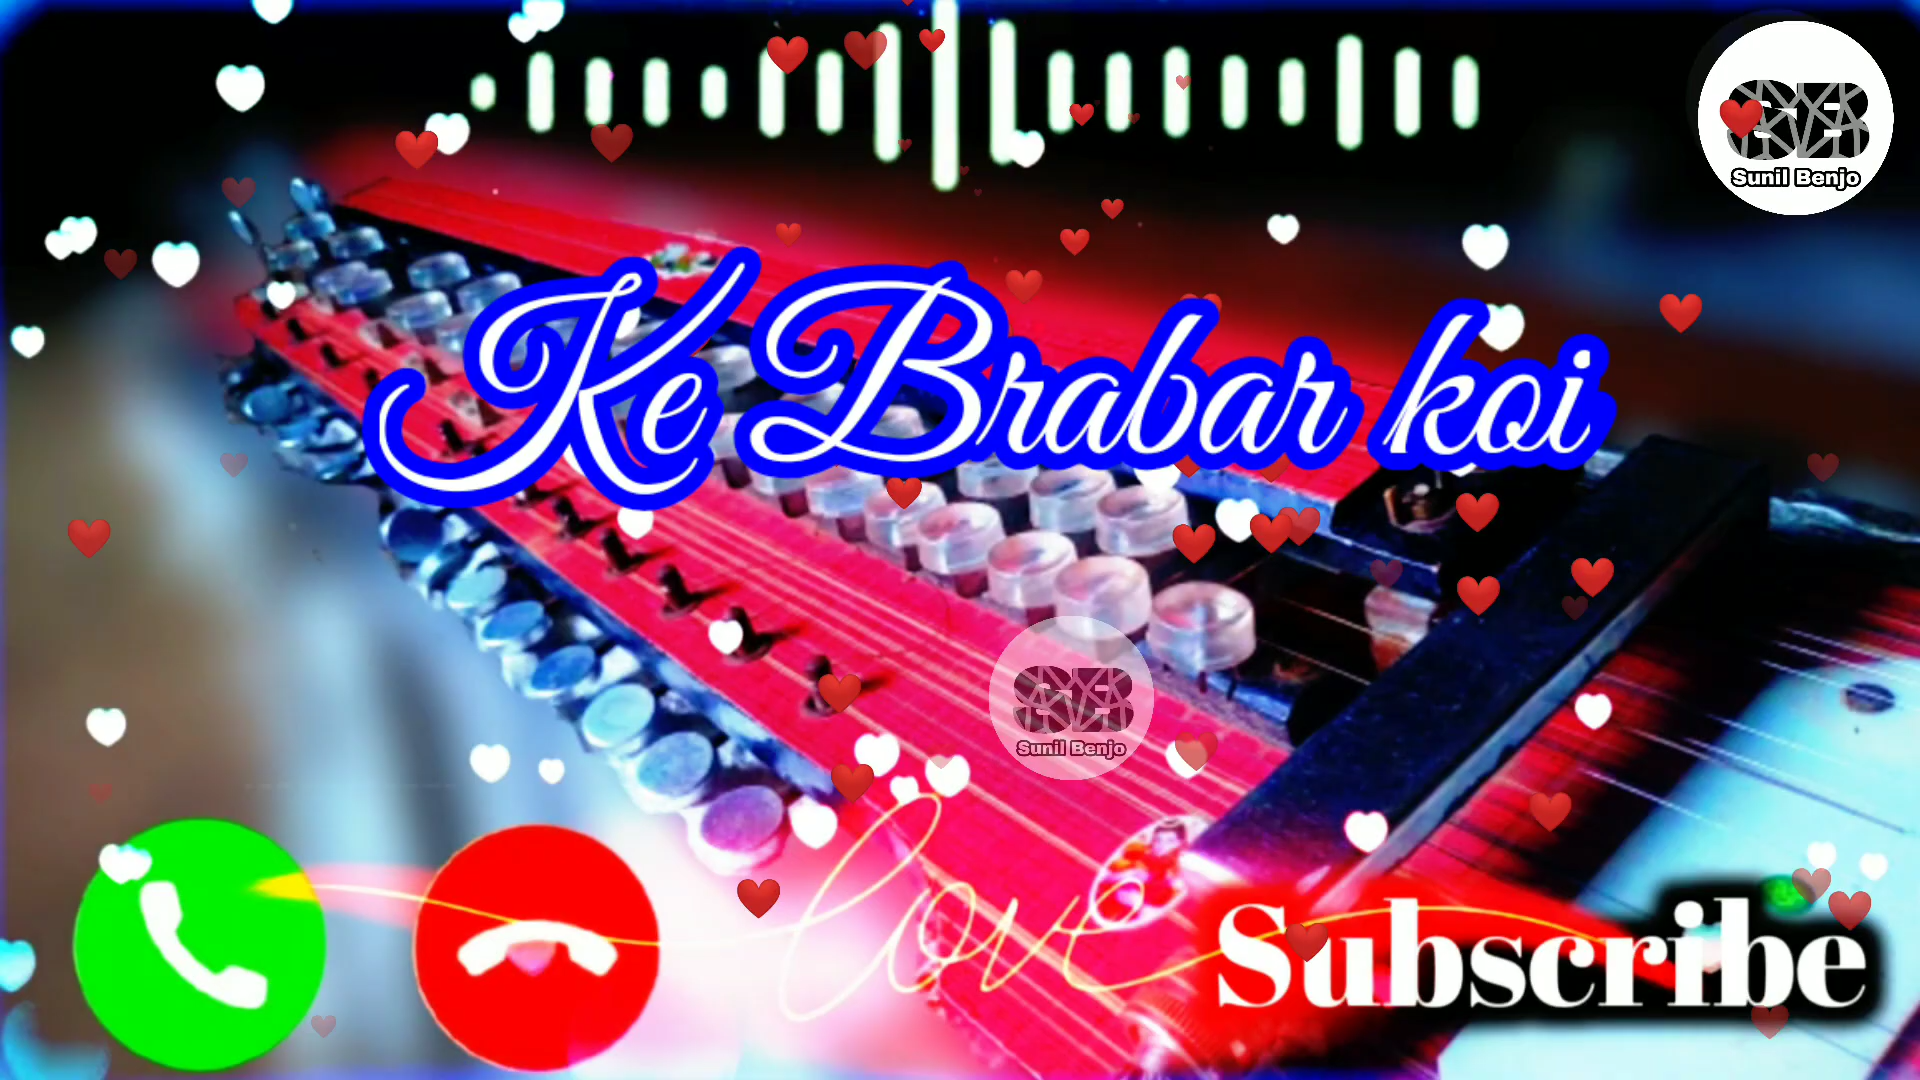 Sunil Benjo
Ke Brabar koi
Sunil Benjo
love
Subscribe